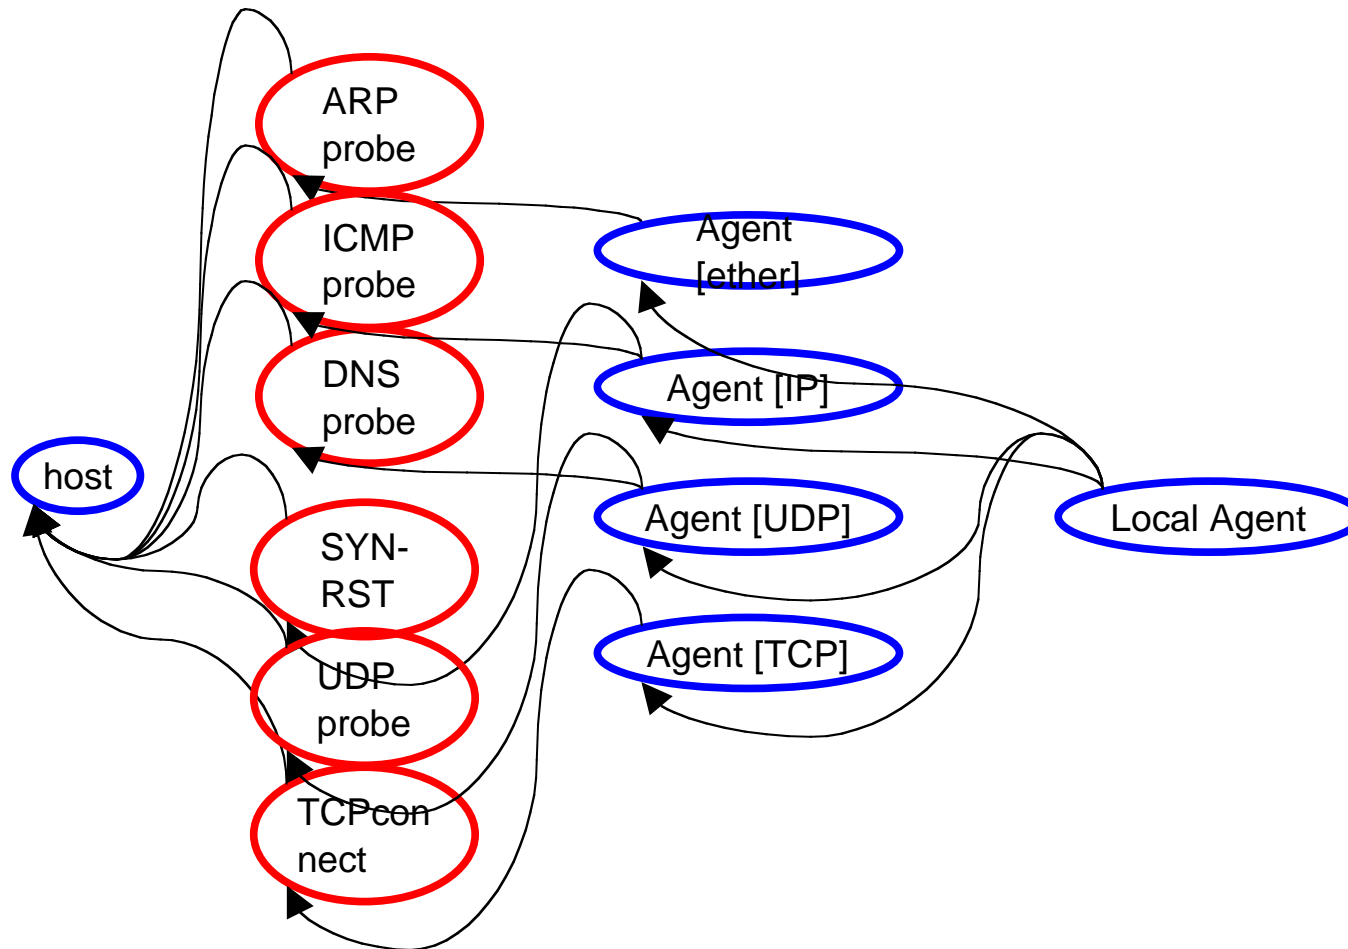 ARP
probe
ICMP
probe
DNS
probe
host
SYN-
RST
UDP
probe
TCPcon
nect
Agent
[ether]
Agent [IP]
Agent [UDP]
Agent [TCP]
Local Agent